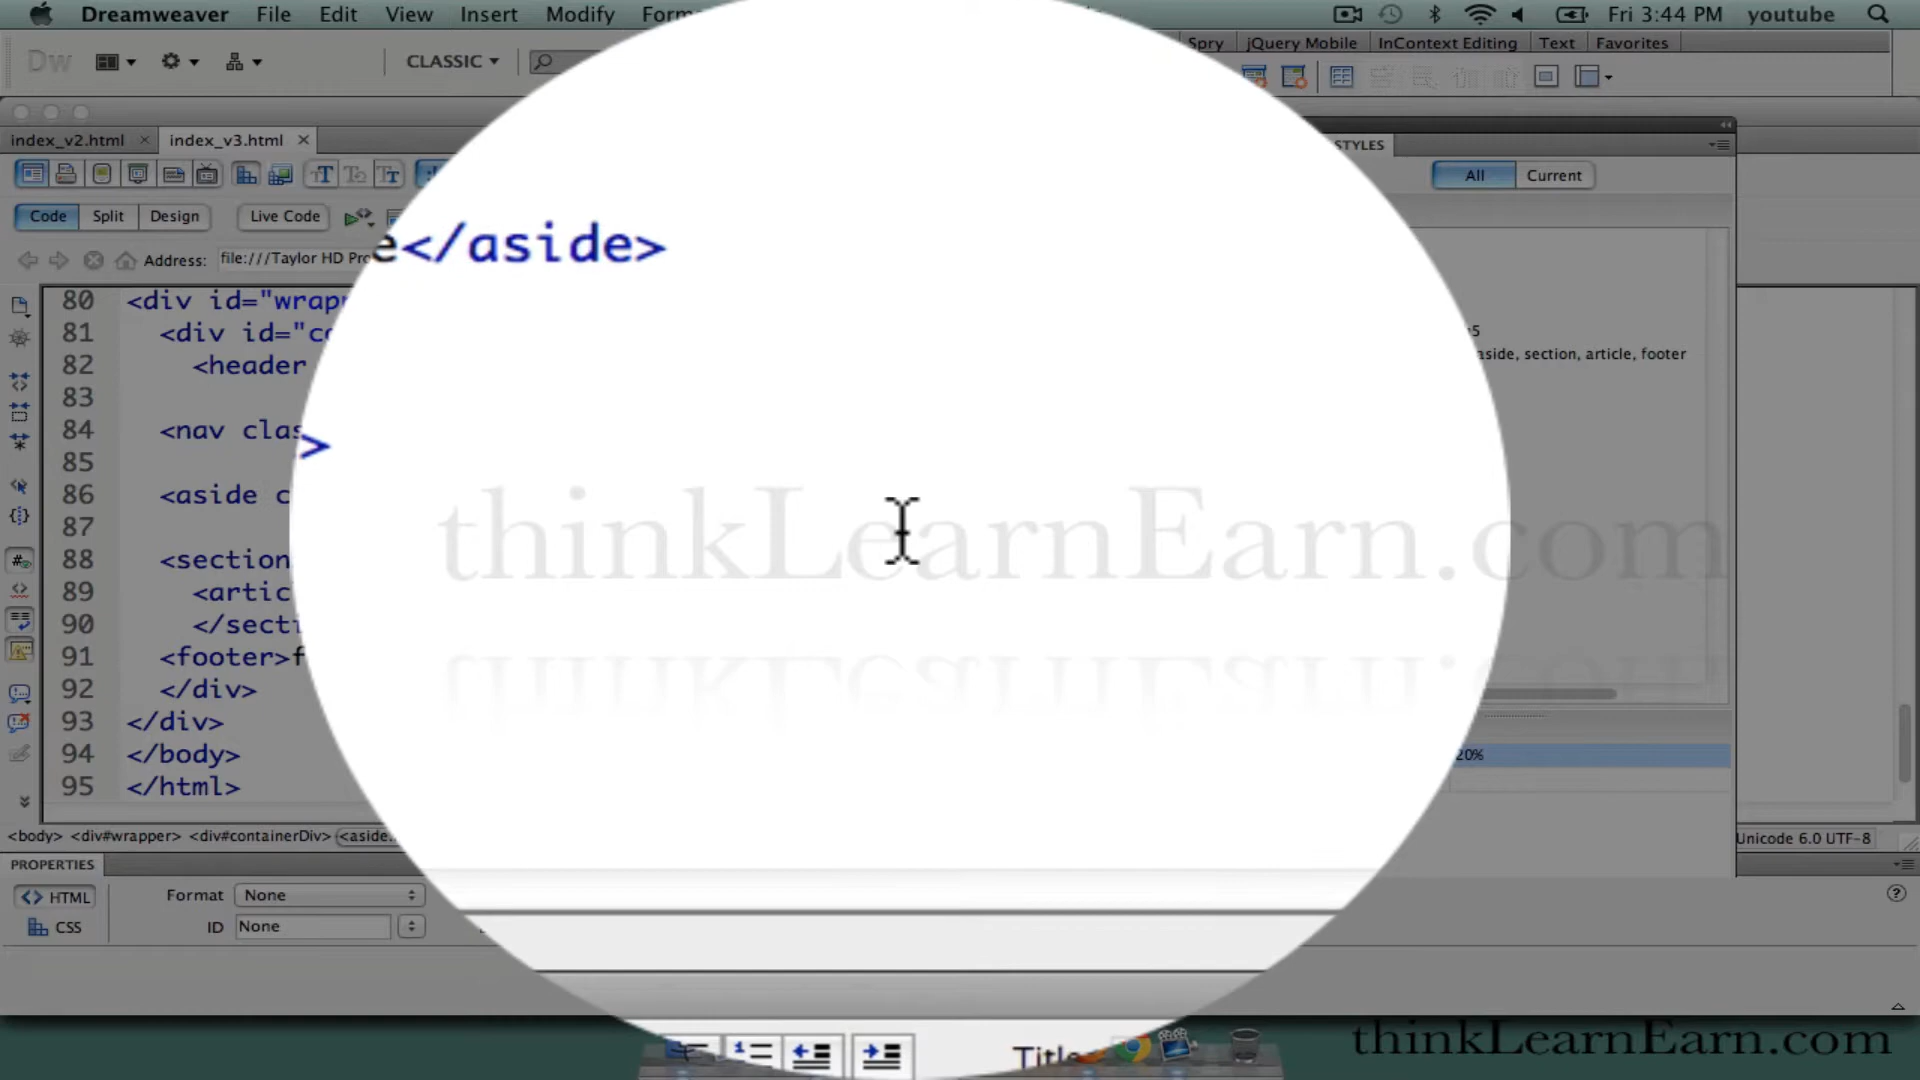 Dreamweaver File Edit View Insert Modify Fri 3:44 PM youtube
Dw CLASSIC Spry jQuery Mobile InContext Editing Text Favorites
index_v2.html index_v3.html STYLES
All Current
Code Split Design Live Code
e</aside>
Address: file:///Taylor HD
80 <div id="wrap
81 <div id="co
82 <header
aside, section, article, footer
83
84 <nav clas
>
85
86 <aside c
87
thinkLearnEarn.com
88 <section
89 <artic
90 </secti
91 <footer>f
92 </div>
93 </div>
94 </body>
20%
95 </html>
<body> <div#wrapper> <div#containerDiv> <aside. Unicode 6.0 UTF-8
PROPERTIES
<> HTML Format None
CSS ID None
Title
thinkLearnEarn.com